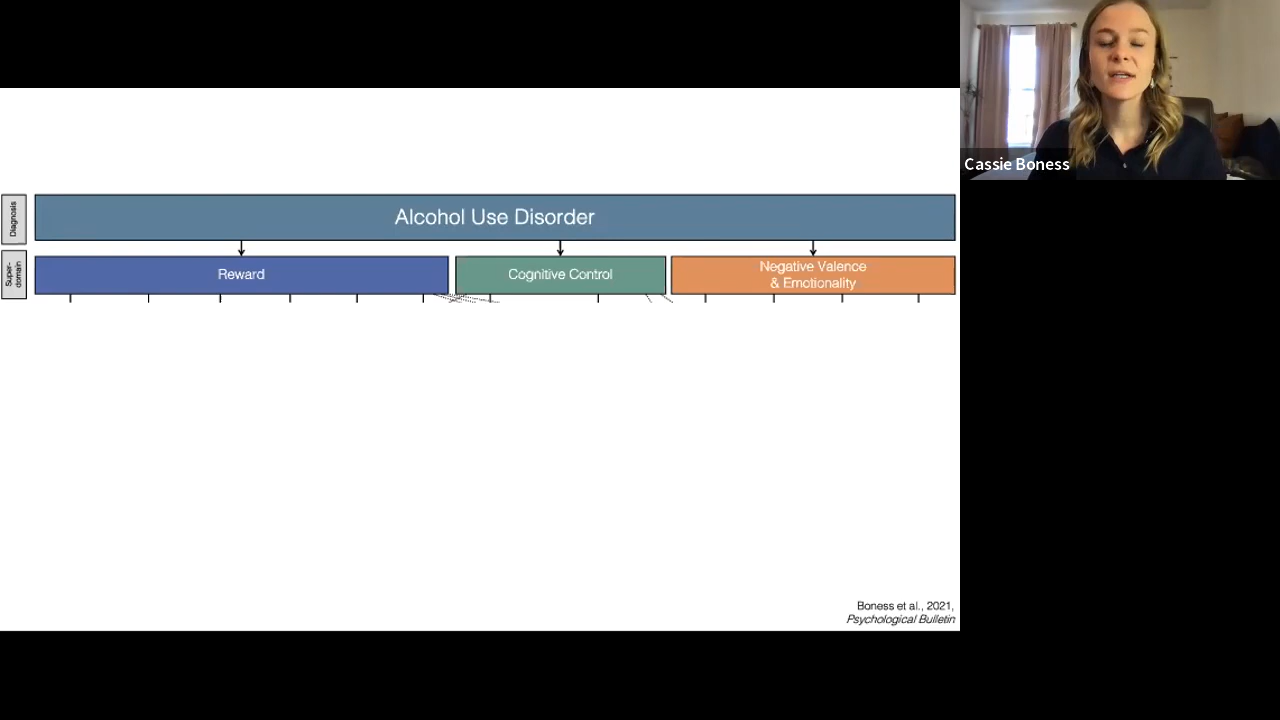 Cassie Boness
Diagnosis
Alcohol Use Disorder
Super-
domain
Reward
Cognitive Control
Negative Valence
& Emotionality
Boness et al., 2021,
Psychological Bulletin